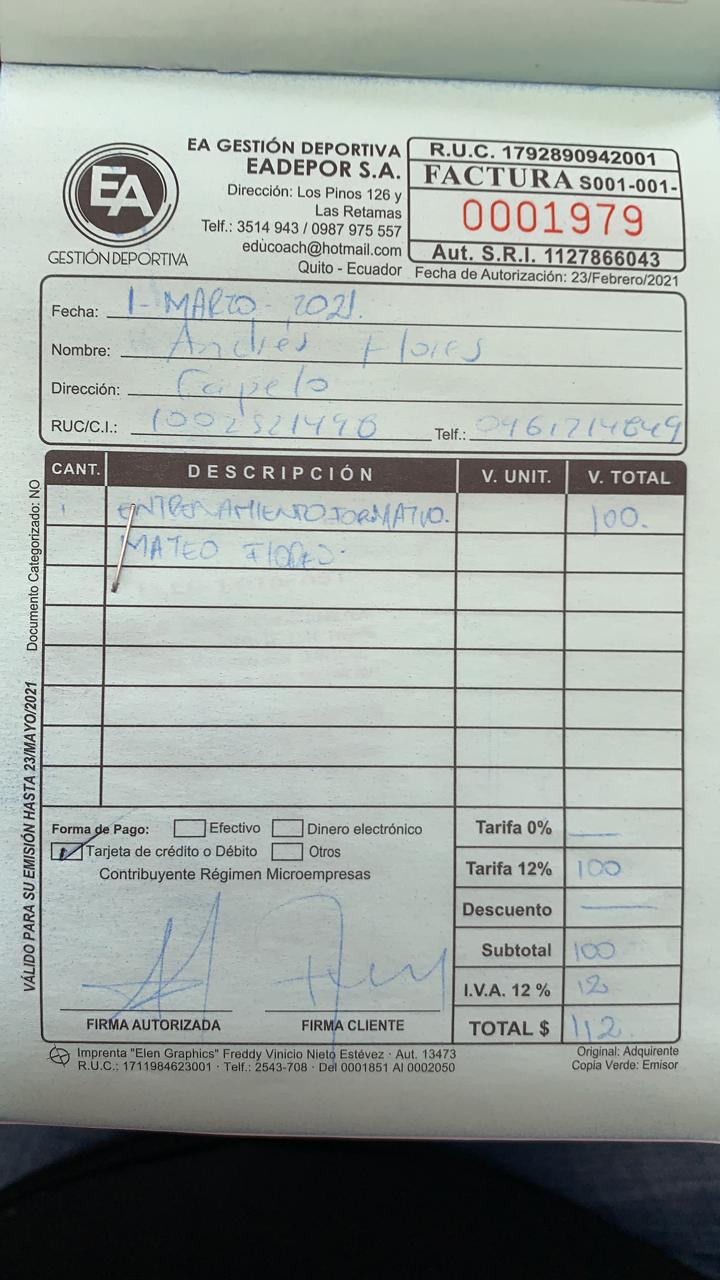 EA
GESTIÓN DEPORTIVA
EA GESTIÓN DEPORTIVA
EADEPOR S.A.
Dirección: Los Pinos 126 y
Las Retamas
Telf.: 3514 943 / 0987 975 557
educoach@hotmail.com
Quito - Ecuador
R.U.C. 1792890942001
FACTURA S001-001-
0001979
Aut. S.R.I. 1127866043
Fecha de Autorización: 23/Febrero/2021
Fecha: 1 - MARZO - 2021.
Nombre: Andrés Flores
Dirección: Capelo
RUC/C.I.: Telf.:
CANT. DESCRIPCIÓN V. UNIT. V. TOTAL
1 ENTRENAMIENTO FORMATIVO. 100.
MATEO FLORES.
Documento Categorizado: NO
VÁLIDO PARA SU EMISIÓN HASTA 23/MAYO/2021
Forma de Pago: Efectivo Dinero electrónico
Tarjeta de crédito o Débito Otros
Contribuyente Régimen Microempresas
FIRMA AUTORIZADA FIRMA CLIENTE
Tarifa 0% —
Tarifa 12% 100
Descuento —
Subtotal 100
I.V.A. 12 % 12
TOTAL $ 112
Imprenta "Elen Graphics" Freddy Vinicio Nieto Estévez · Aut. 13473
R.U.C.: 1711984623001 · Telf.: 2543-708 · Del 0001851 Al 0002050
Original: Adquirente
Copia Verde: Emisor